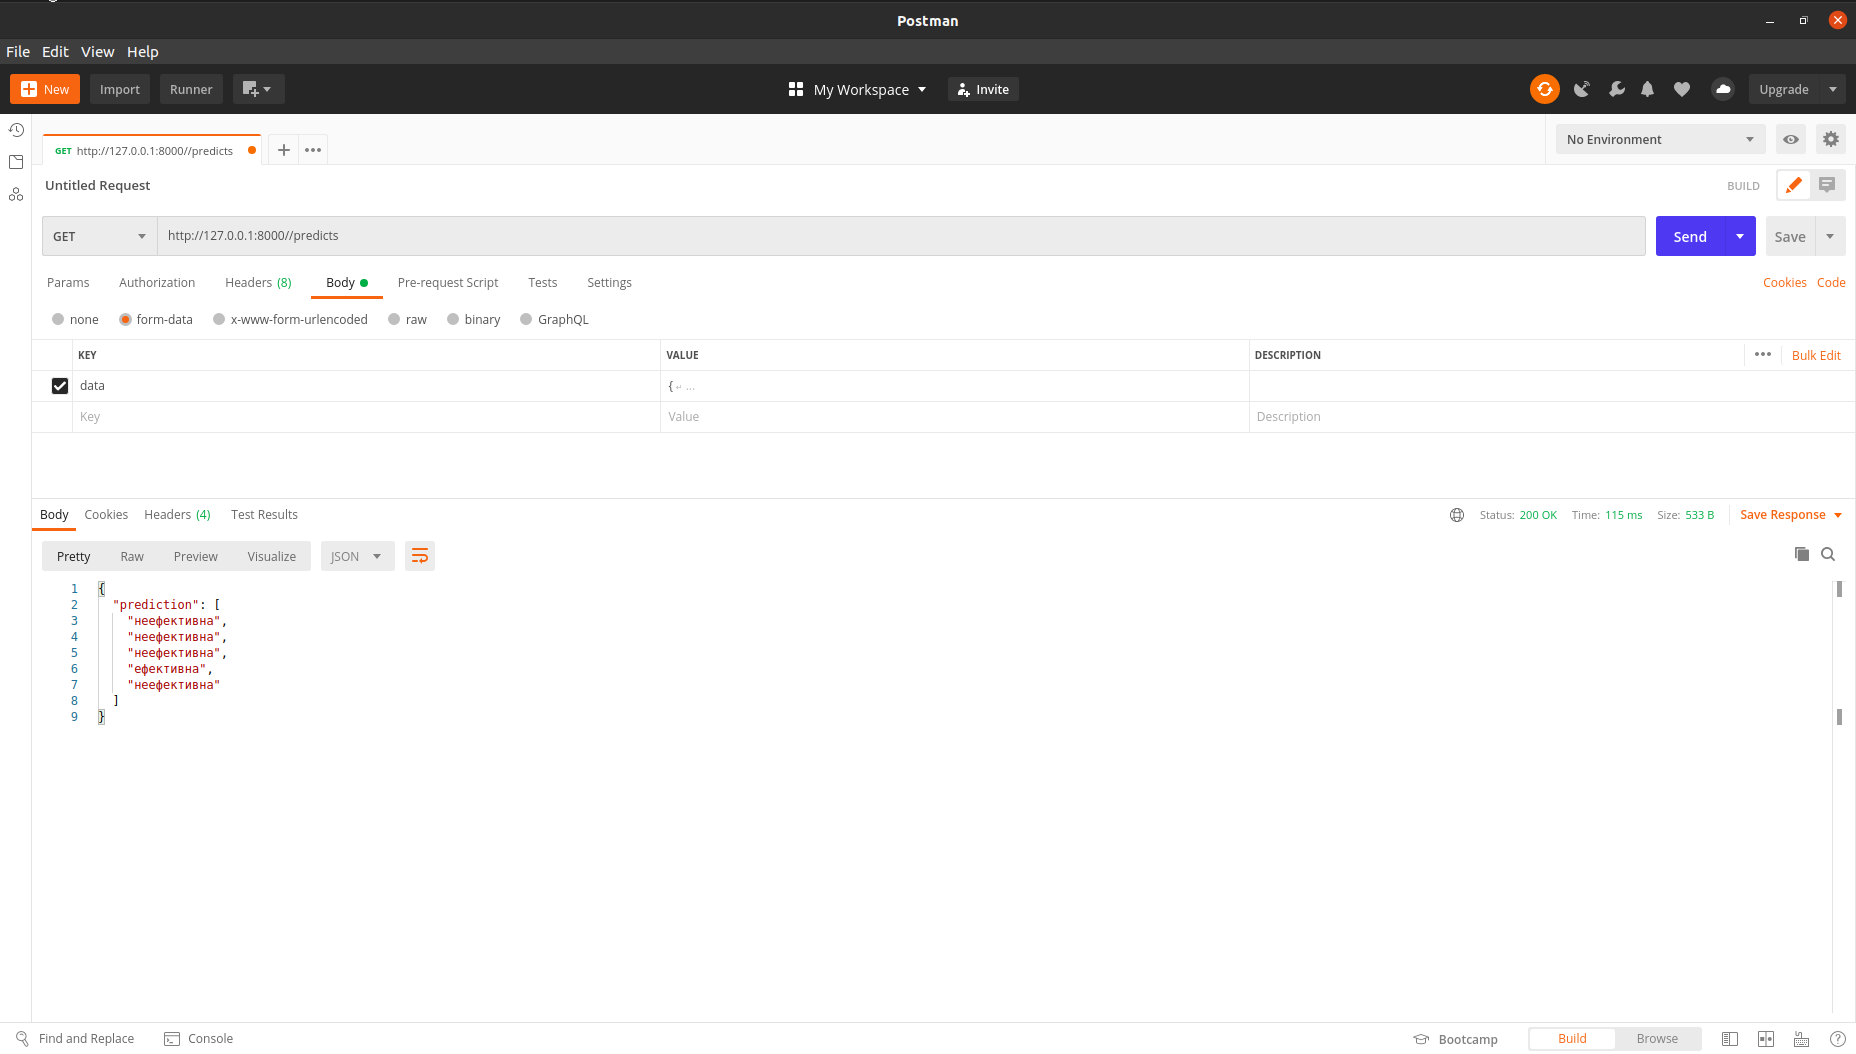 Postman
File Edit View Help
New Import Runner My Workspace Invite Upgrade
GET http://127.0.0.1:8000//predicts No Environment
Untitled Request BUILD
GET http://127.0.0.1:8000//predicts Send Save
Params Authorization Headers (8) Body Pre-request Script Tests Settings Cookies Code
none form-data x-www-form-urlencoded raw binary GraphQL
KEY VALUE DESCRIPTION ••• Bulk Edit
data { ↵ ...
Key Value Description
Body Cookies Headers (4) Test Results Status: 200 OK Time: 115 ms Size: 533 B Save Response
Pretty Raw Preview Visualize JSON
1 {
2 "prediction": [
3 "неефективна",
4 "неефективна",
5 "неефективна",
6 "ефективна",
7 "неефективна"
8 ]
9 }
Find and Replace Console Bootcamp Build Browse